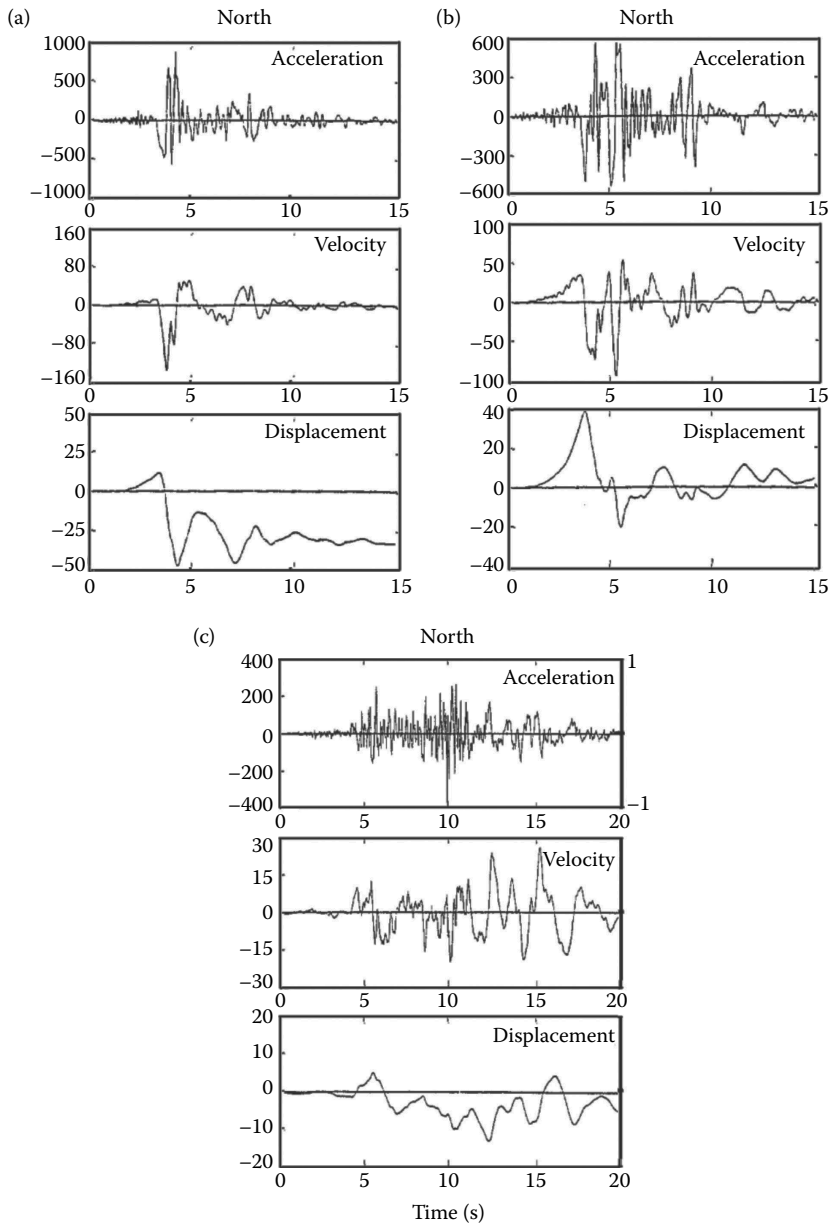 (a)
North
Acceleration
1000
500
0
−500
−1000
0 5 10 15
Velocity
160
80
0
−80
−160
0 5 10 15
Displacement
50
25
0
−25
−50
0 5 10 15
(b)
North
Acceleration
600
300
0
−300
−600
0 5 10 15
Velocity
100
50
0
−50
−100
0 5 10 15
Displacement
40
20
0
−20
−40
0 5 10 15
(c)
North
Acceleration
400
200
0
−200
−400
1
−1
0 5 10 15 20
Velocity
30
15
0
−15
−30
0 5 10 15 20
Displacement
20
10
0
−10
−20
0 5 10 15 20
Time (s)